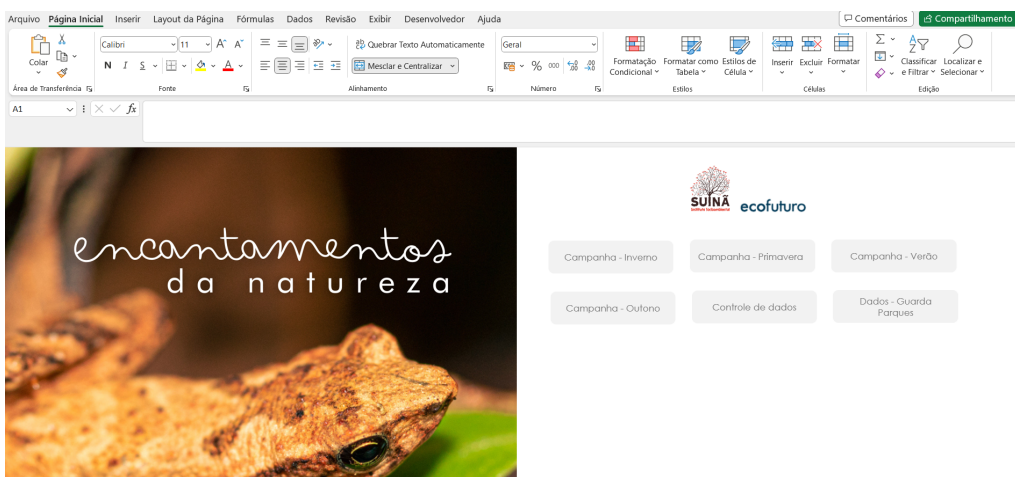 Arquivo Página Inicial Inserir Layout da Página Fórmulas Dados Revisão Exibir Desenvolvedor Ajuda Comentários Compartilhamento
Colar
Calibri 11
N I S
Quebrar Texto Automaticamente
Mesclar e Centralizar
Geral
% 000
Formatação Condicional
Formatar como Tabela
Estilos de Célula
Inserir Excluir Formatar
Classificar e Filtrar
Localizar e Selecionar
Área de Transferência Fonte Alinhamento Número Estilos Células Edição
A1 fx
encantamentos
da natureza
SUINÃ
ecofuturo
Campanha - Inverno Campanha - Primavera Campanha - Verão
Campanha - Outono Controle de dados Dados - Guarda
Parques